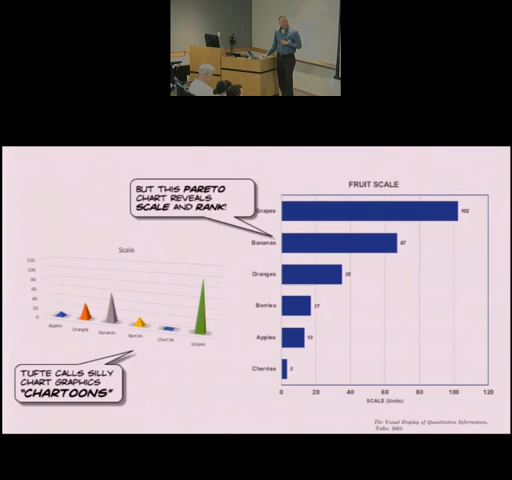 BUT THIS PARETO
CHART REVEALS
SCALE AND RANK!
FRUIT SCALE
Grapes
102
Bananas
67
Oranges
35
Berries
17
Apples
13
Cherries
3
0 20 40 60 80 100 120
SCALE (Units)
Scale
120
100
80
60
40
20
0
Apples Oranges Bananas Berries Cherries Grapes
TUFTE CALLS SILLY
CHART GRAPHICS
"CHARTOONS"
The Visual Display of Quantitative Information,
Tufte, 2001